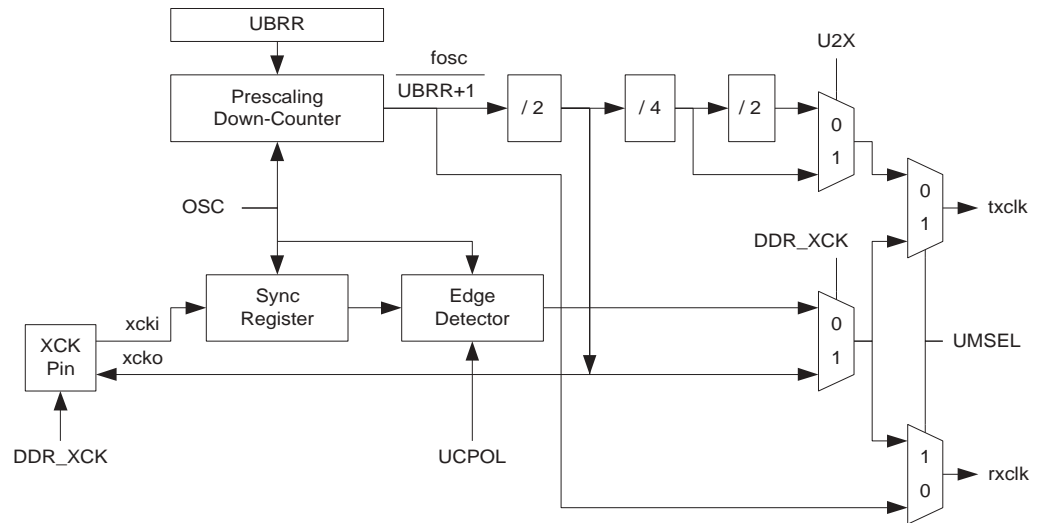 UBRR
Prescaling
Down-Counter
fosc
UBRR+1
/ 2
/ 4
/ 2
U2X
0
1
OSC
0
1
txclk
DDR_XCK
xcki
Sync
Register
Edge
Detector
0
1
UMSEL
XCK
Pin
xcko
DDR_XCK
UCPOL
1
0
rxclk